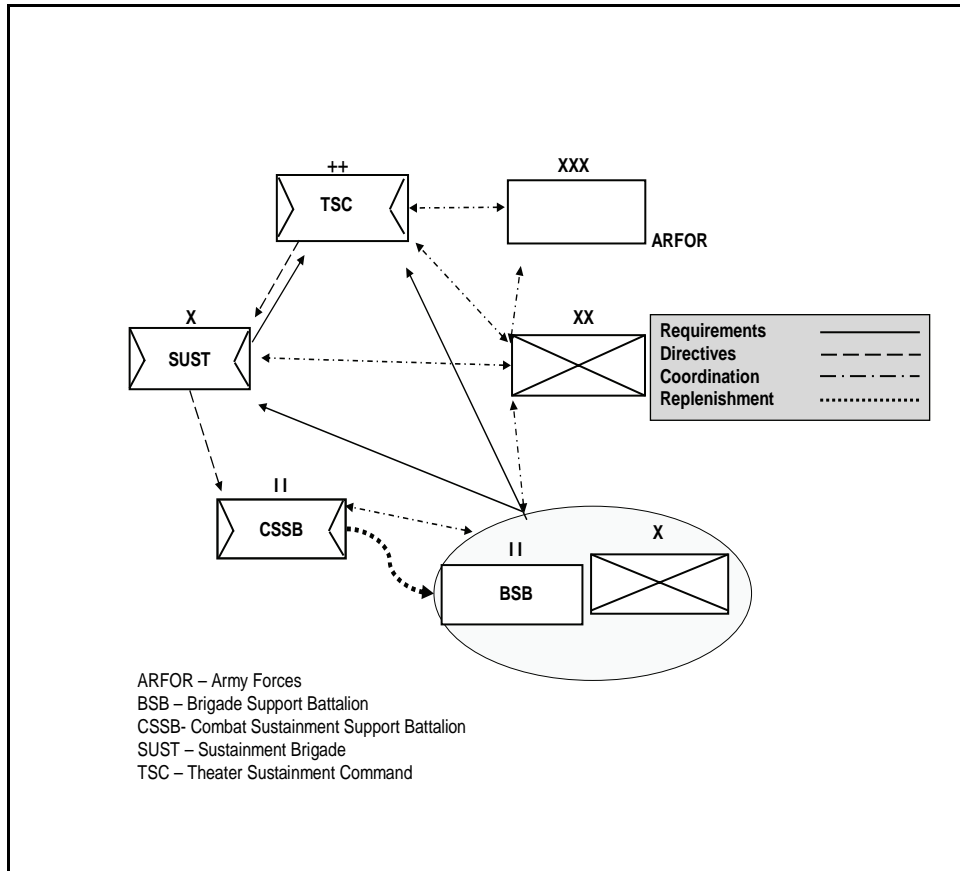 ++
TSC
XXX
ARFOR
X
SUST
XX
Requirements
Directives
Coordination
Replenishment
II
CSSB
II
BSB
X
ARFOR – Army Forces
BSB – Brigade Support Battalion
CSSB- Combat Sustainment Support Battalion
SUST – Sustainment Brigade
TSC – Theater Sustainment Command